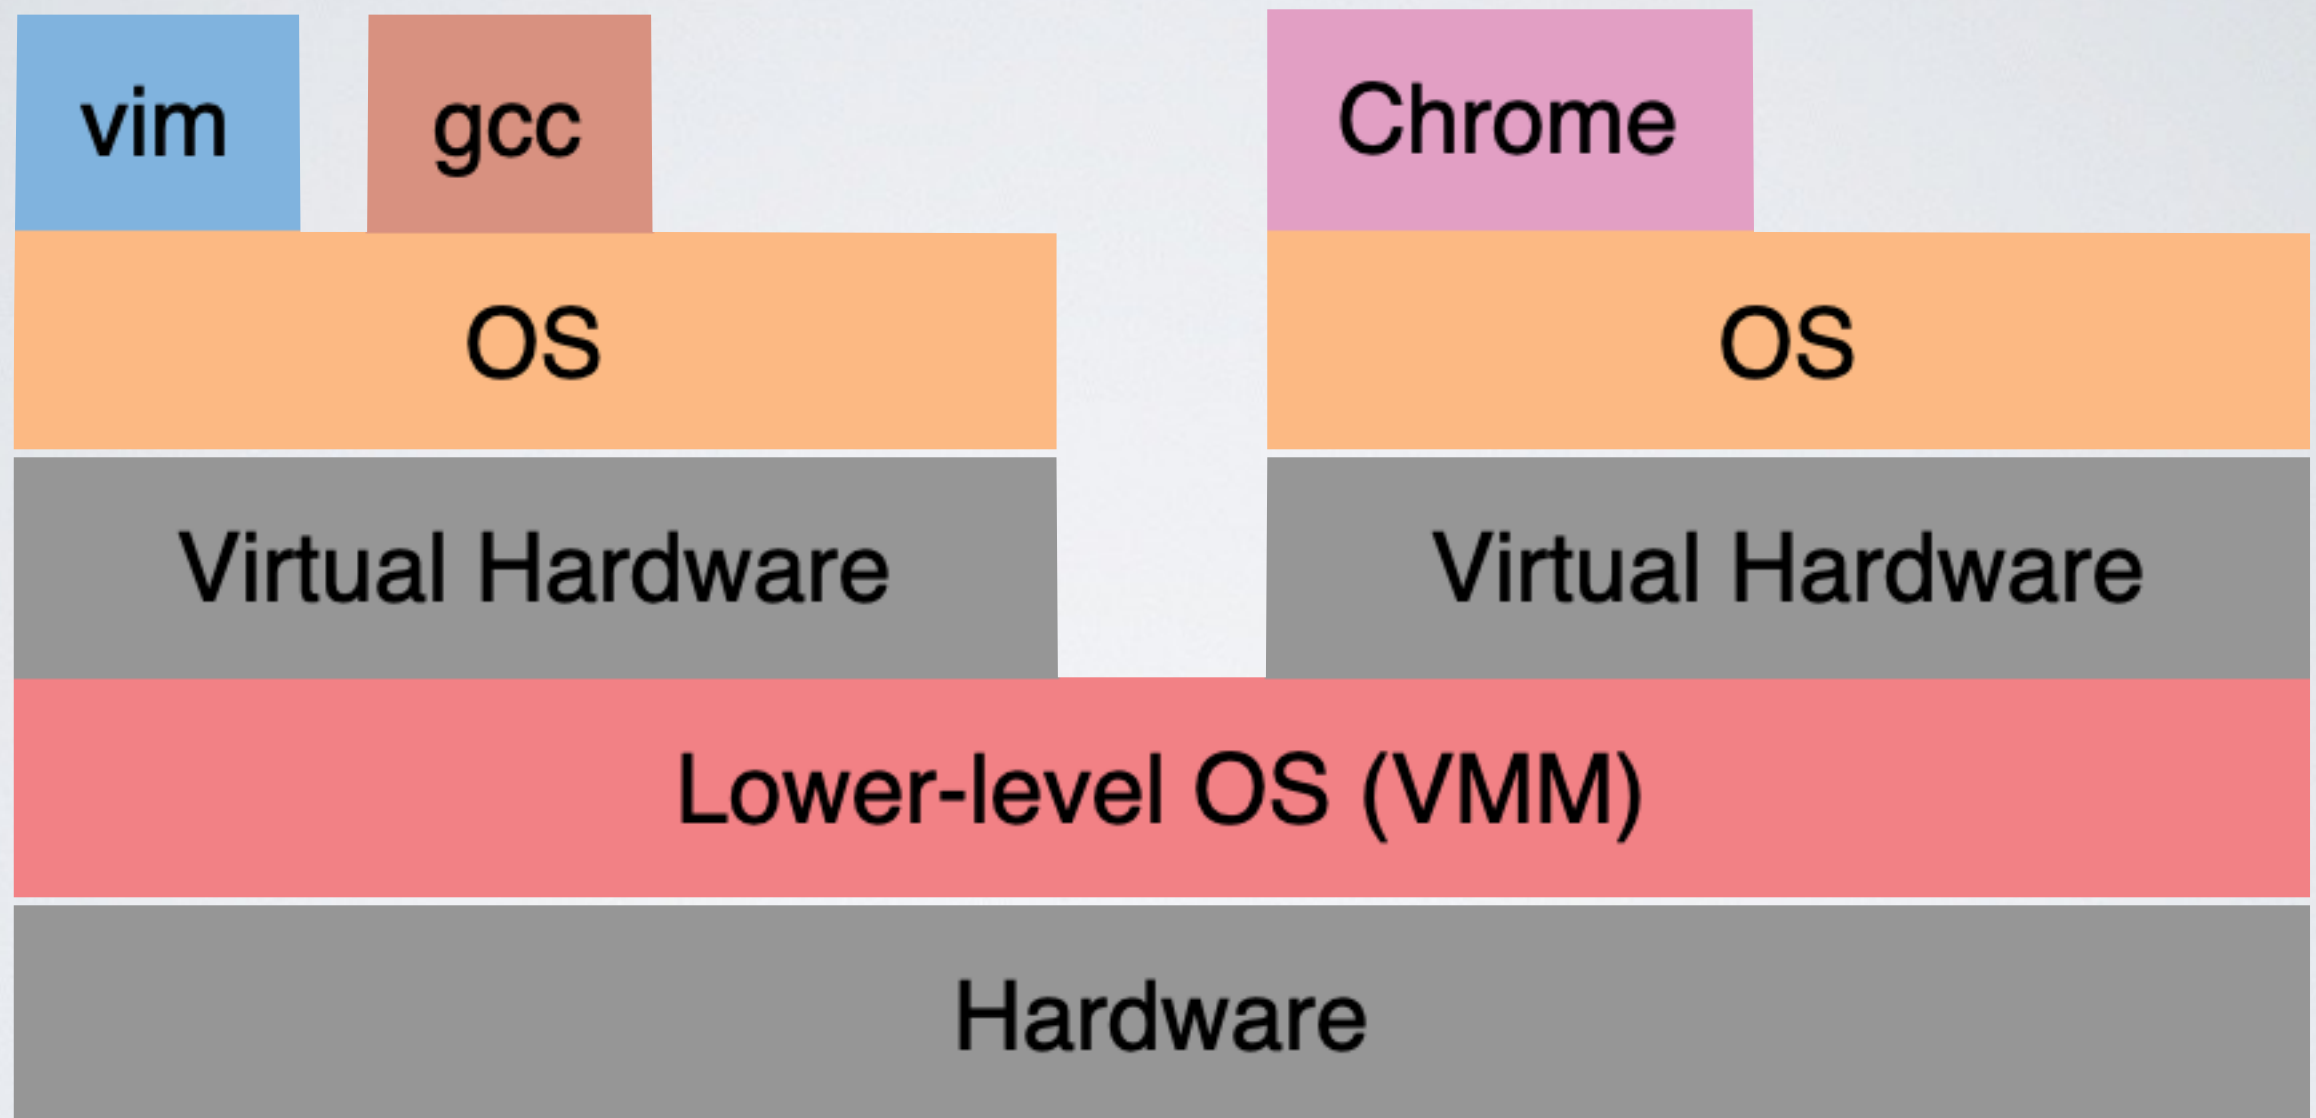 vim
gcc
Chrome
OS
OS
Virtual Hardware
Virtual Hardware
Lower-level OS (VMM)
Hardware